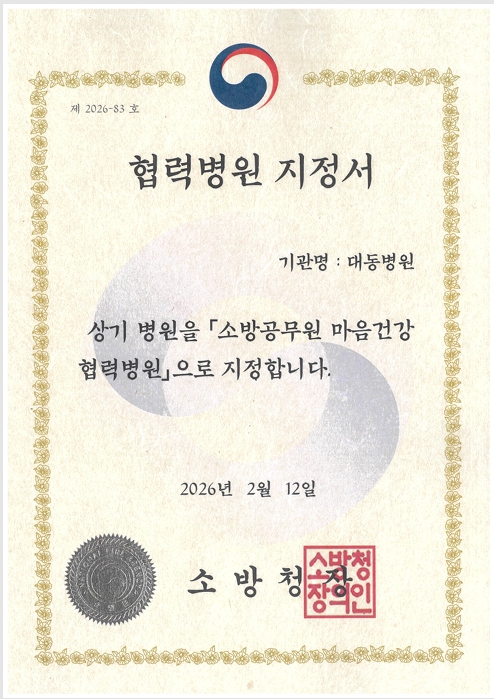 제 2026-83 호
협력병원 지정서
기관명 : 대동병원
상기 병원을 「소방공무원 마음건강
협력병원」으로 지정합니다.
2026년 2월 12일
소 방 청 장
소방청
장의인